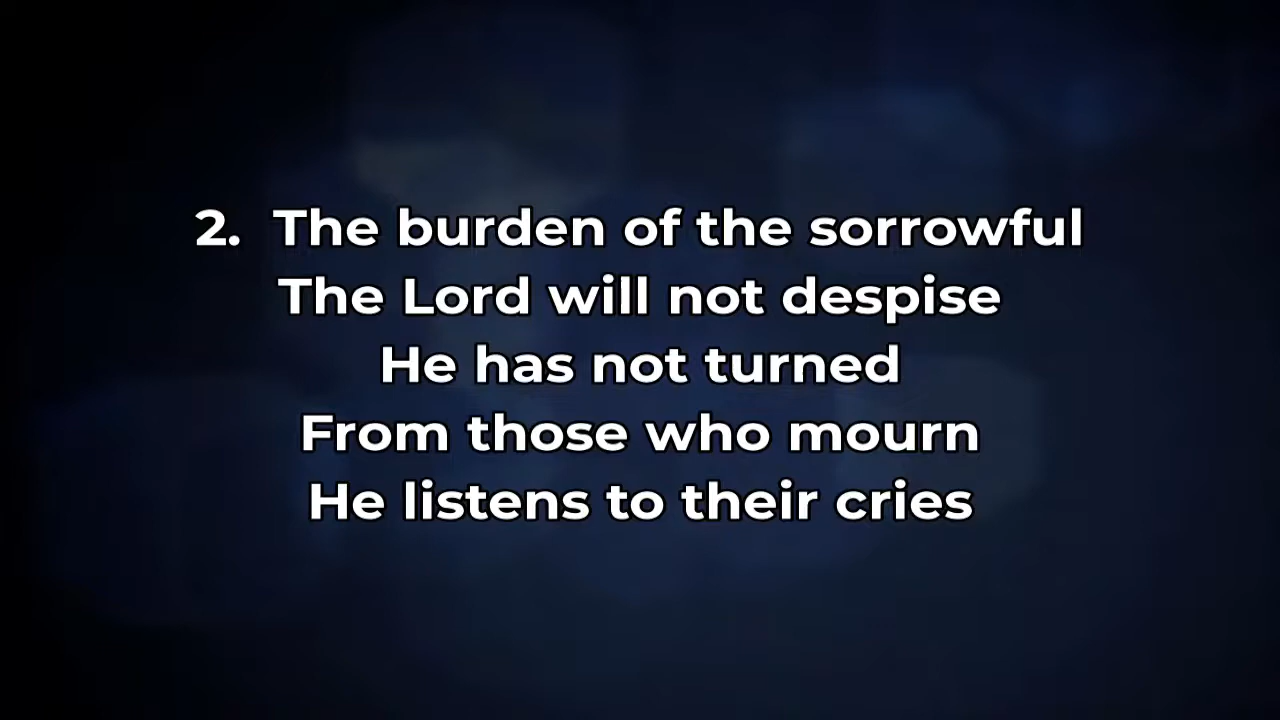 2.  The burden of the sorrowful
The Lord will not despise
He has not turned
From those who mourn
He listens to their cries